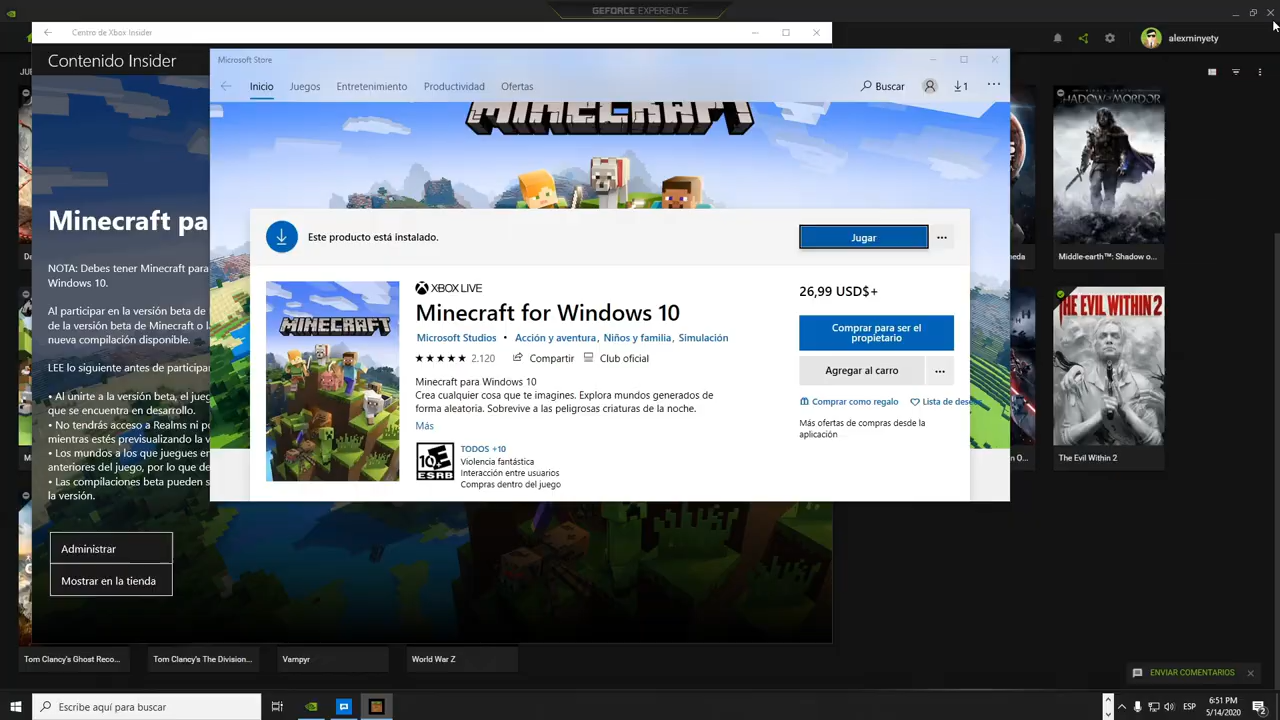 GEFORCE EXPERIENCE
Centro de Xbox Insider
alexminyety
Contenido Insider
Microsoft Store
Inicio
Juegos
Entretenimiento
Productividad
Ofertas
Buscar
1
MINECRAFT
SHADOW OF MORDOR
Middle-earth™: Shadow o...
Minecraft pa
NOTA: Debes tener Minecraft para
Windows 10.
Al participar en la versión beta de
de la versión beta de Minecraft o l
nueva compilación disponible.
LEE lo siguiente antes de participar
• Al unirte a la versión beta, el jueg
que se encuentra en desarrollo.
• No tendrás acceso a Realms ni po
mientras estés previsualizando la v
• Los mundos a los que juegues en
anteriores del juego, por lo que de
• Las compilaciones beta pueden s
la versión.
Administrar
Mostrar en la tienda
Este producto está instalado.
Jugar
MINECRAFT
XBOX LIVE
Minecraft for Windows 10
Microsoft Studios • Acción y aventura, Niños y familia, Simulación
2.120
Compartir
Club oficial
Minecraft para Windows 10
Crea cualquier cosa que te imagines. Explora mundos generados de
forma aleatoria. Sobrevive a las peligrosas criaturas de la noche.
Más
ESRB
TODOS +10
Violencia fantástica
Interacción entre usuarios
Compras dentro del juego
26,99 USD$+
Comprar para ser el
propietario
Agregar al carro
Comprar como regalo
Lista de deseos
Más ofertas de compras desde la
aplicación
THE EVIL WITHIN 2
The Evil Within 2
Tom Clancy's Ghost Reco...
Tom Clancy's The Division...
Vampyr
World War Z
ENVIAR COMENTARIOS
Escribe aquí para buscar
ESP
6:51 PM
5/14/2020
2